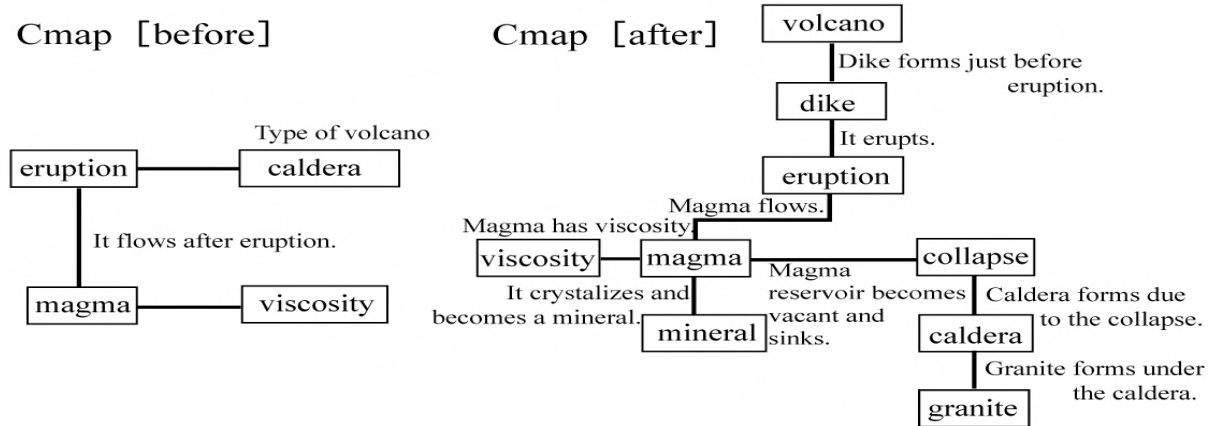 Cmap [before]
Type of volcano
eruption
caldera
It flows after eruption.
magma
viscosity
Cmap [after]
volcano
Dike forms just before
eruption.
dike
It erupts.
eruption
Magma flows.
Magma has viscosity.
viscosity
magma
collapse
It crystalizes and
becomes a mineral.
mineral
Magma
reservoir becomes
vacant and
sinks.
Caldera forms due
to the collapse.
caldera
Granite forms under
the caldera.
granite